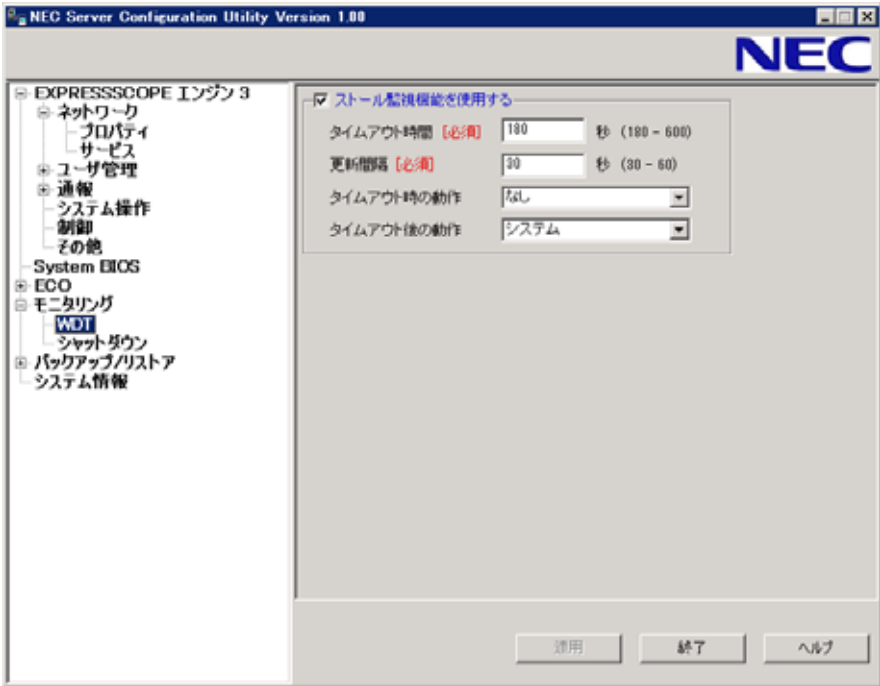 NEC Server Configuration Utility Version 1.00
NEC
EXPRESSSCOPE エンジン 3
ネットワーク
プロパティ
サービス
ユーザ管理
通報
システム操作
制御
その他
System BIOS
ECO
モニタリング
WDT
シャットダウン
バックアップ/リストア
システム情報
ストール監視機能を使用する
タイムアウト時間 [必須] 180 秒 (180 - 600)
更新間隔 [必須] 30 秒 (30 - 60)
タイムアウト時の動作 なし
タイムアウト後の動作 システム
適用 終了 ヘルプ